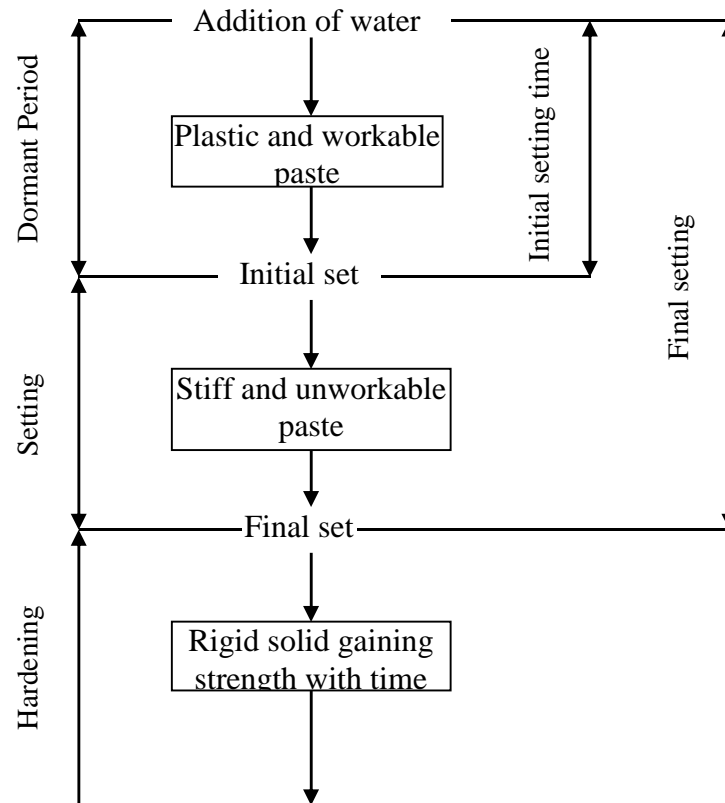 Addition of water
Dormant Period
Plastic and workable
paste
Initial setting time
Initial set
Final setting
Setting
Stiff and unworkable
paste
Final set
Hardening
Rigid solid gaining
strength with time